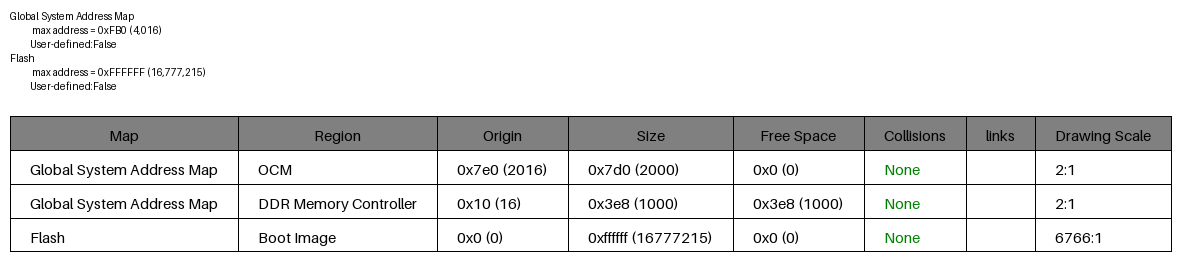 Global System Address Map
max address = 0xFB0 (4,016)
User-defined:False
Flash
max address = 0xFFFFFF (16,777,215)
User-defined:False
Map Region Origin Size Free Space Collisions links Drawing Scale
Global System Address Map OCM 0x7e0 (2016) 0x7d0 (2000) 0x0 (0) None 2:1
Global System Address Map DDR Memory Controller 0x10 (16) 0x3e8 (1000) 0x3e8 (1000) None 2:1
Flash Boot Image 0x0 (0) 0xffffff (16777215) 0x0 (0) None 6766:1